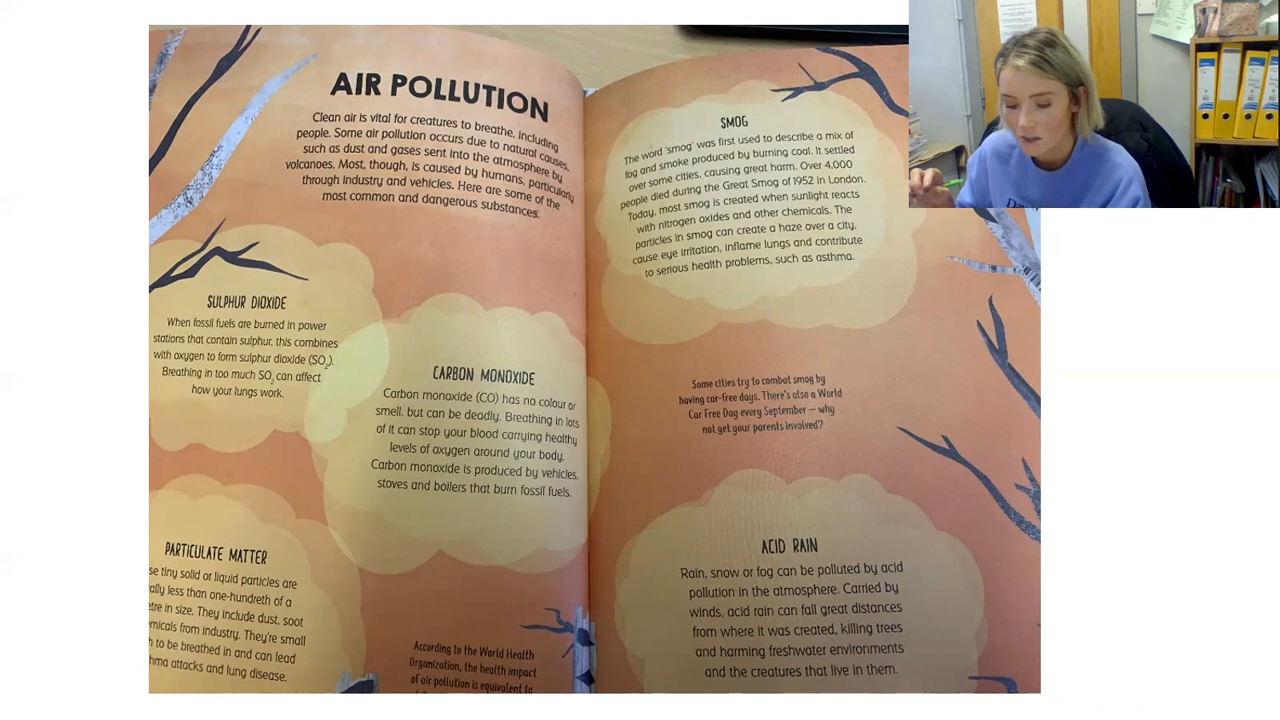 AIR POLLUTION
Clean air is vital for creatures to breathe, including
people. Some air pollution occurs due to natural causes,
such as dust and gases sent into the atmosphere by
volcanoes. Most, though, is caused by humans, particularly
through industry and vehicles. Here are some of the
most common and dangerous substances.
SULPHUR DIOXIDE
When fossil fuels are burned in power
stations that contain sulphur, this combines
with oxygen to form sulphur dioxide (SO₂).
Breathing in too much SO₂ can affect
how your lungs work.
CARBON MONOXIDE
Carbon monoxide (CO) has no colour or
smell, but can be deadly. Breathing in lots
of it can stop your blood carrying healthy
levels of oxygen around your body.
Carbon monoxide is produced by vehicles,
stoves and boilers that burn fossil fuels.
PARTICULATE MATTER
tiny solid or liquid particles are
less than one-hundreth of a
in size. They include dust, soot
from industry. They're small
to be breathed in and can lead
attacks and lung disease.
According to the World Health
Organization, the health impact
of air pollution is equivalent to
SMOG
The word 'smog' was first used to describe a mix of
fog and smoke produced by burning coal. It settled
over some cities, causing great harm. Over 4,000
people died during the Great Smog of 1952 in London.
Today, most smog is created when sunlight reacts
with nitrogen oxides and other chemicals. The
particles in smog can create a haze over a city,
cause eye irritation, inflame lungs and contribute
to serious health problems, such as asthma.
Some cities try to combat smog by
having car-free days. There's also a World
Car Free Day every September – why
not get your parents involved?
ACID RAIN
Rain, snow or fog can be polluted by acid
pollution in the atmosphere. Carried by
winds, acid rain can fall great distances
from where it was created, killing trees
and harming freshwater environments
and the creatures that live in them.